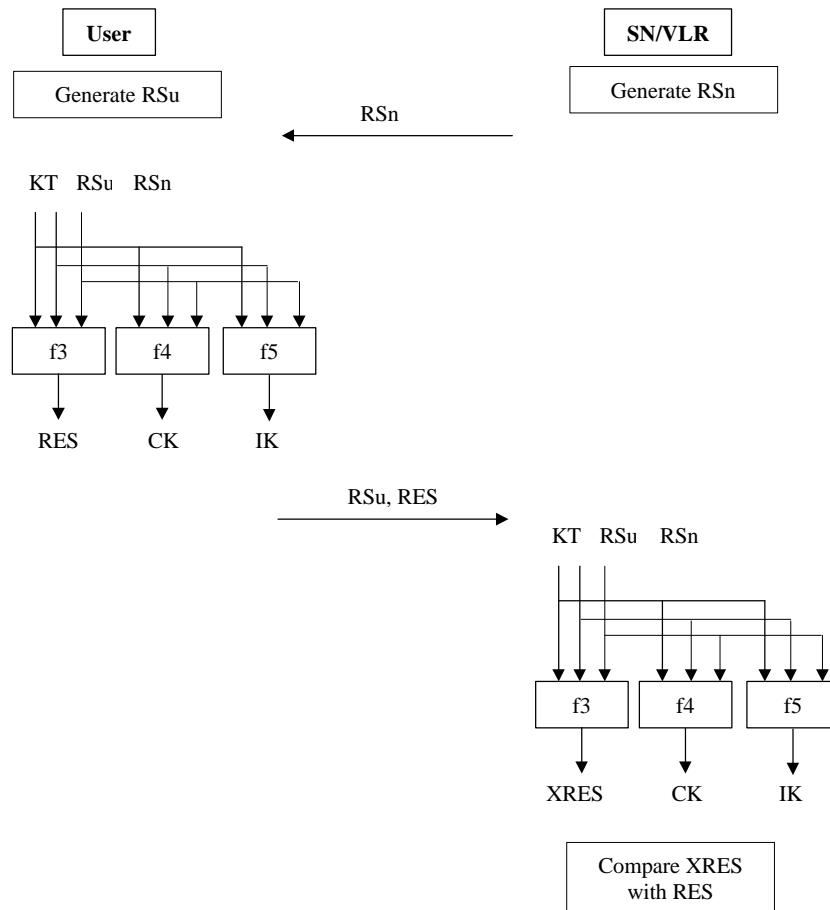 User
SN/VLR
Generate RSu
Generate RSn
RSn
KT RSu RSn
f3 f4 f5
RES CK IK
RSu, RES
KT RSu RSn
f3 f4 f5
XRES CK IK
Compare XRES
with RES